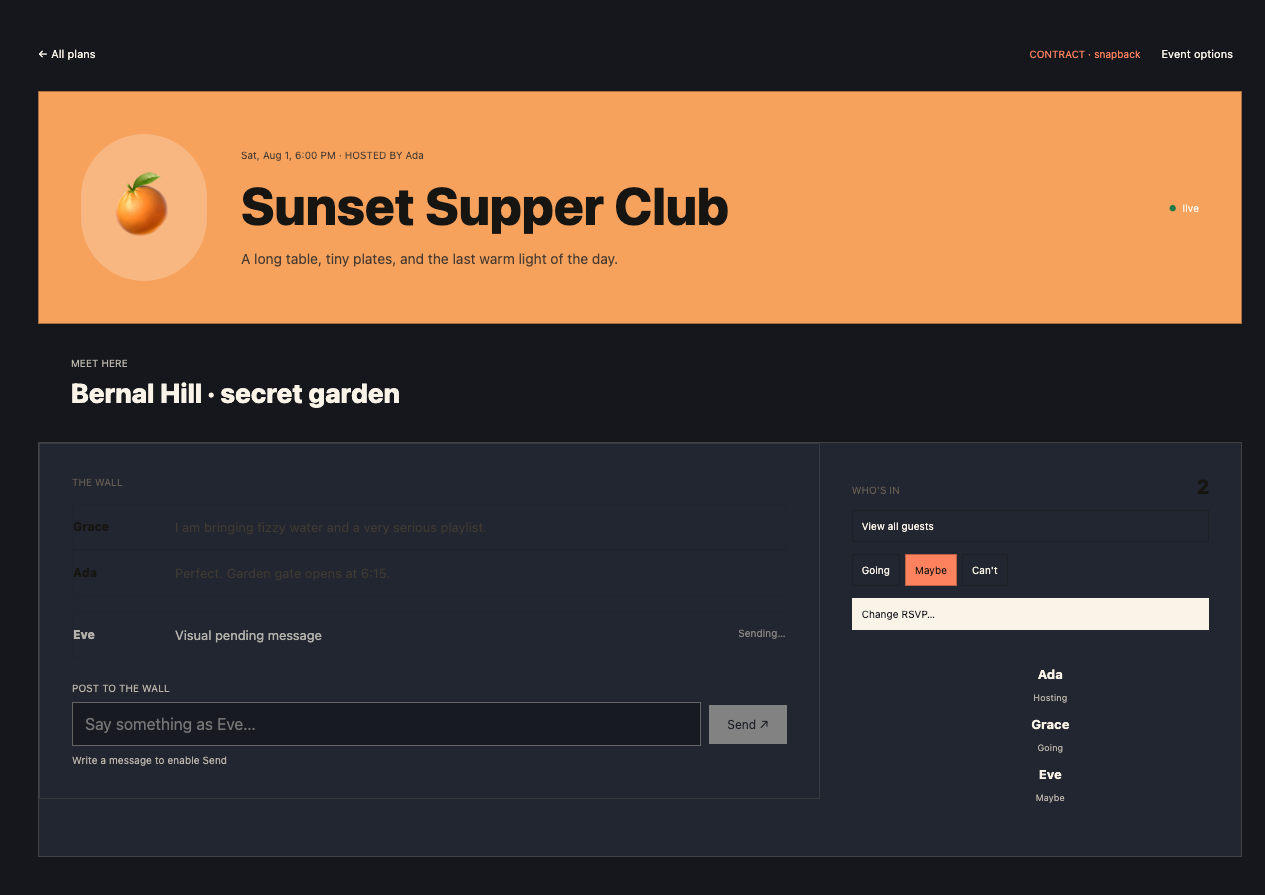 ← All plans
CONTRACT · snapback
Event options
Sat, Aug 1, 6:00 PM · HOSTED BY Ada
Sunset Supper Club
A long table, tiny plates, and the last warm light of the day.
live
MEET HERE
Bernal Hill · secret garden
THE WALL
Grace
I am bringing fizzy water and a very serious playlist.
Ada
Perfect. Garden gate opens at 6:15.
Eve
Visual pending message
Sending...
POST TO THE WALL
Say something as Eve...
Send ↗
Write a message to enable Send
WHO'S IN
2
View all guests
Going
Maybe
Can't
Change RSVP...
Ada
Hosting
Grace
Going
Eve
Maybe